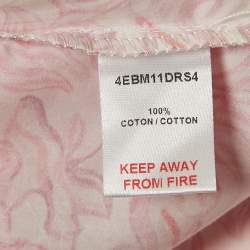 4EBM11DRS4
100%
COTON / COTTON
KEEP AWAY
FROM FIRE